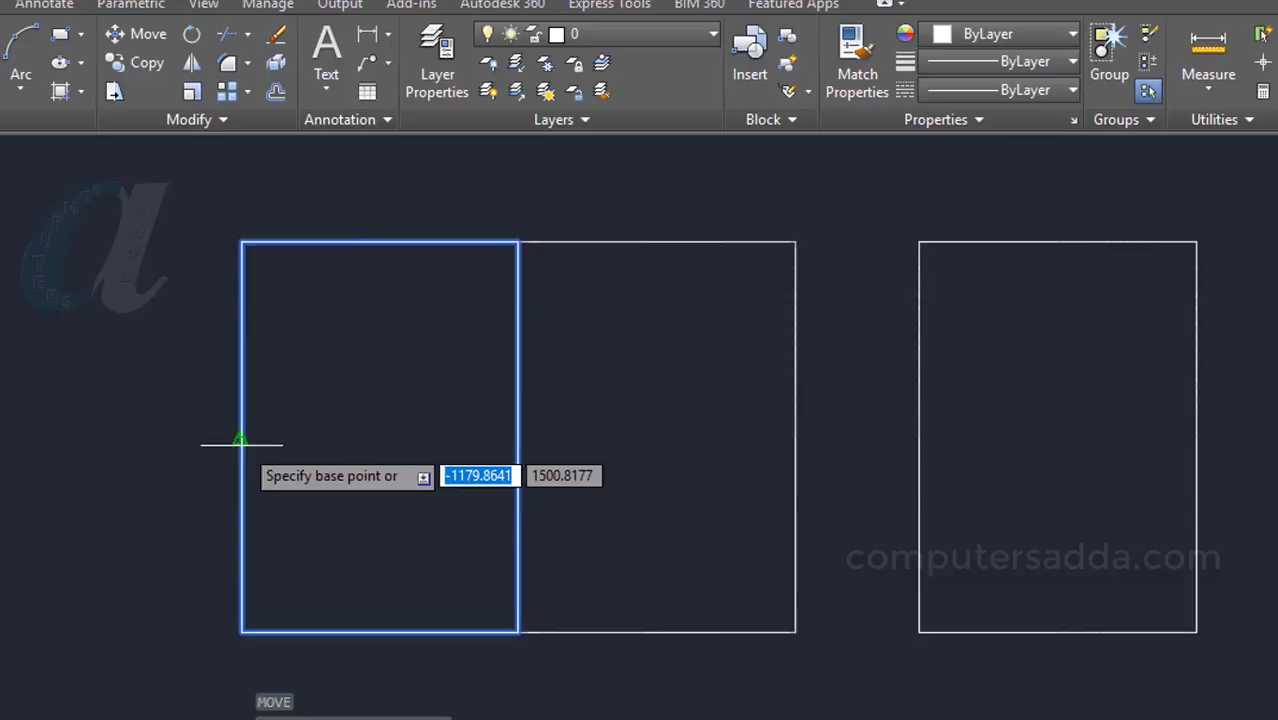 Annotate Parametric View Manage Output Add-ins Autodesk 360 Express Tools BIM 360 Featured Apps
Move 0 ByLayer
Copy ByLayer
Arc Text Layer Properties Insert Match Properties ByLayer Group Measure
Modify Annotation Layers Block Properties Groups Utilities
a
A
Specify base point or -1179.8641 1500.8177
computersadda.com
MOVE